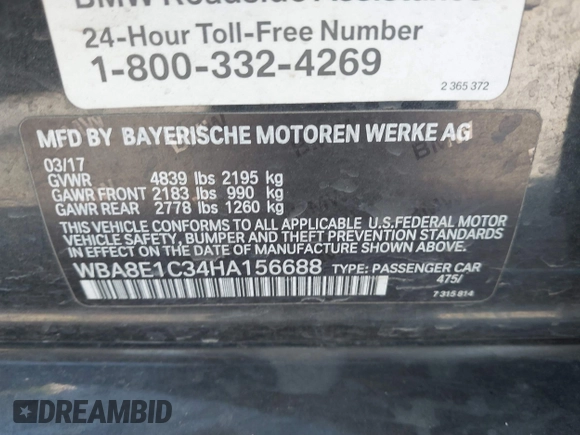 BMW Roadside Assistance
24-Hour Toll-Free Number
1-800-332-4269
2 365 372
MFD BY BAYERISCHE MOTOREN WERKE AG
03/17
GVWR 4839 lbs 2195 kg
GAWR FRONT 2183 lbs 990 kg
GAWR REAR 2778 lbs 1260 kg
THIS VEHICLE CONFORMS TO ALL APPLICABLE U.S.FEDERAL MOTOR
VEHICLE SAFETY, BUMPER AND THEFT PREVENTION STANDARDS
IN EFFECT ON THE DATE OF MANUFACTURE SHOWN ABOVE.
WBA8E1C34HA156688 TYPE: PASSENGER CAR
475/
7 315 814
DREAMBID